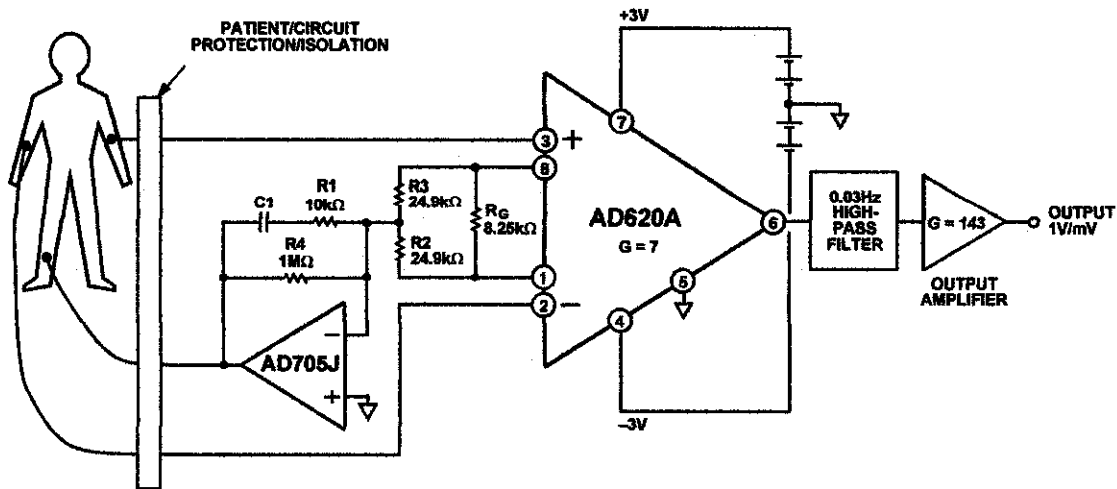 PATIENT/CIRCUIT
PROTECTION/ISOLATION
+3V
7
3
+
8
R1
10kΩ
C1
R3
24.9kΩ
RG
8.25kΩ
R4
1MΩ
R2
24.9kΩ
AD620A
G = 7
6
0.03Hz
HIGH-
PASS
FILTER
G = 143
OUTPUT
1V/mV
OUTPUT
AMPLIFIER
1
2
–
5
4
–
AD705J
+
–3V